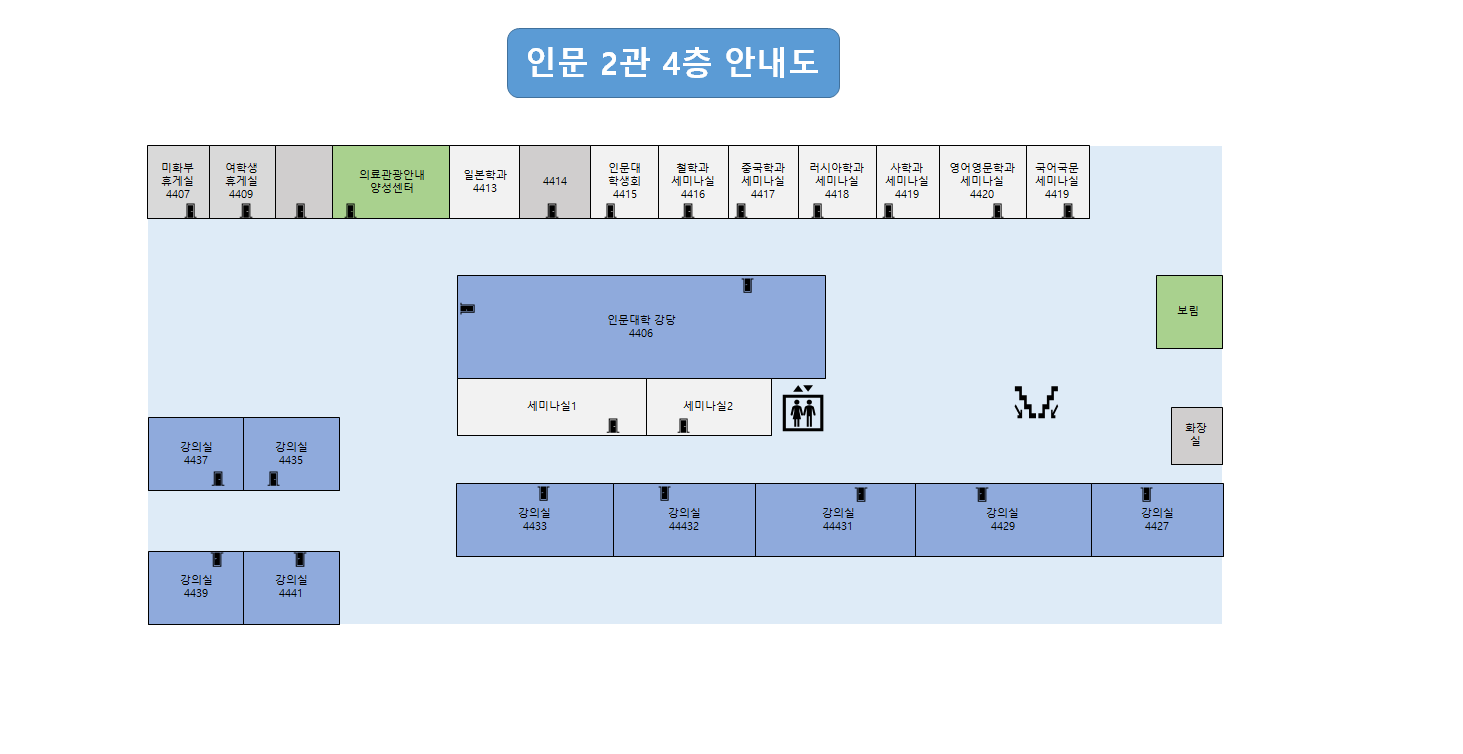 인문 2관 4층 안내도
미화부
휴게실
4407
여학생
휴게실
4409
의료관광안내
양성센터
일본학과
4413
4414
인문대
학생회
4415
철학과
세미나실
4416
중국학과
세미나실
4417
러시아학과
세미나실
4418
사학과
세미나실
4419
영어영문학과
세미나실
4420
국어국문
세미나실
4419
인문대학 강당
4406
보림
세미나실1
세미나실2
화장
실
강의실
4437
강의실
4435
강의실
4433
강의실
44432
강의실
44431
강의실
4429
강의실
4427
강의실
4439
강의실
4441